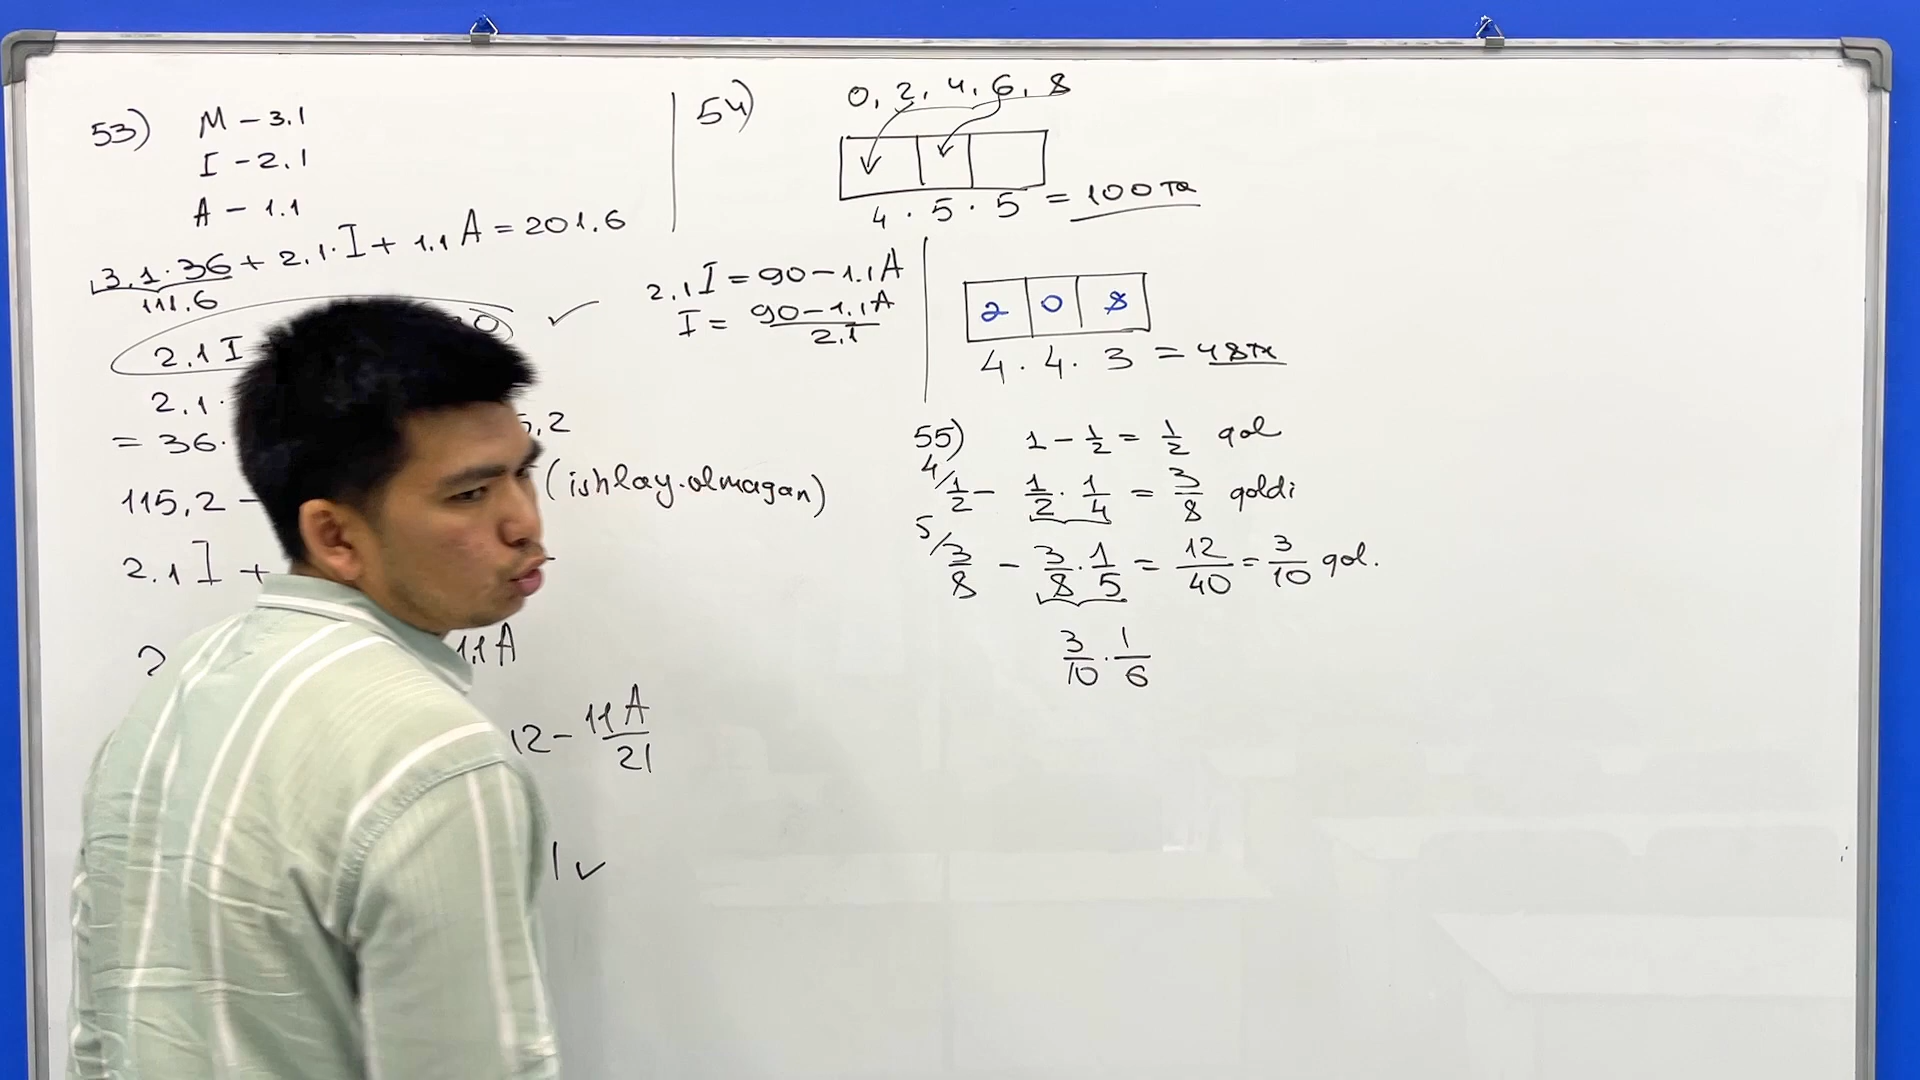 53) M - 3.1
I - 2.1
A - 1.1
3.1 · 36 + 2.1 · I + 1.1 A = 201.6
111.6
2.1 I
2.1 ·
= 36 · 5,2
115,2 - (ishlay.olmagan)
2.1 I +
2 1,1 A
12 - 11A/21
1 ✓
2.1 I = 90 - 1.1A
I = 90 - 1.1A / 2.1
54) 0, 2, 4, 6, 8
4 · 5 · 5 = 100 ta
2 0 8
4 · 4 · 3 = 48 ta
55) 1 - 1/2 = 1/2 qol
4/ 1/2 - 1/2 · 1/4 = 3/8 qoldi
5/ 3/8 - 3/8 · 1/5 = 12/40 = 3/10 qol.
3/10 · 1/6